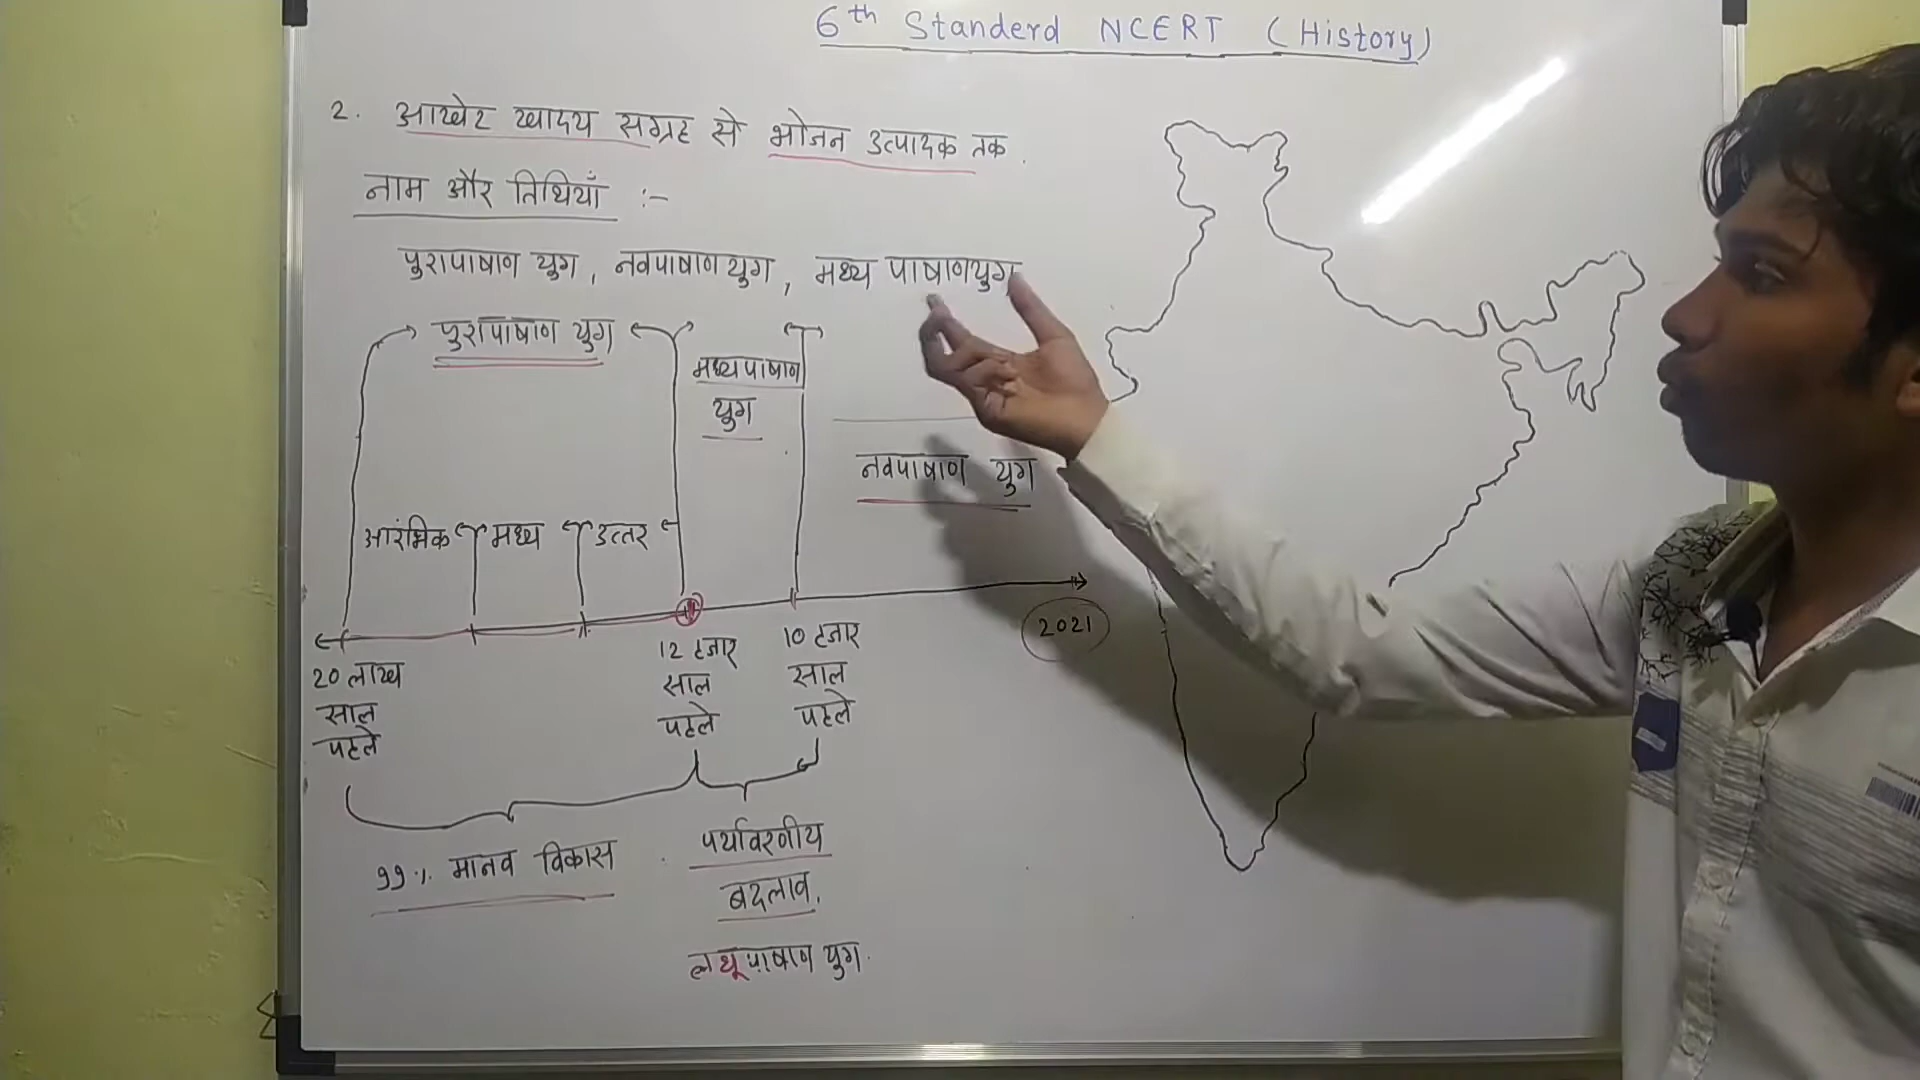 6th Standerd NCERT (History)
2. आखेट खादय सग्रह से भोजन उत्पादक तक.
नाम और तिथियाँ :-
पुरापाषाण युग, नवपाषाण युग, मध्य पाषाणयुग
पुरापाषाण युग
मध्यपाषाण
युग
नवपाषाण युग
आरंभिक मध्य उत्तर
2021
20 लाख
साल
पहले
12 हजार
साल
पहले
10 हजार
साल
पहले
99% मानव विकास
पर्यावरणीय
बदलाव.
लघूपाषाण युग.